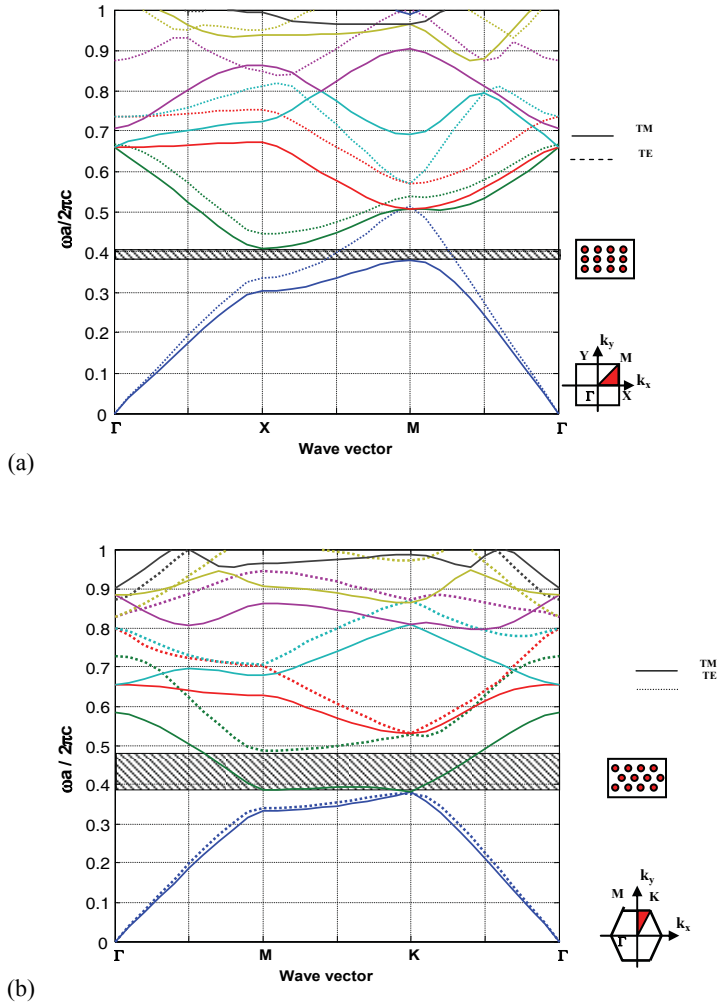 1
0.9
0.8
0.7
0.6
0.5
0.4
0.3
0.2
0.1
0
ωa/2πc
Γ X M Γ
Wave vector
TM
TE
k_y
Y M
k_x
Γ X
(a)
1
0.9
0.8
0.7
0.6
0.5
0.4
0.3
0.2
0.1
0
ωa / 2πc
Γ M K Γ
Wave vector
TM
TE
k_y
M K
k_x
Γ
(b)